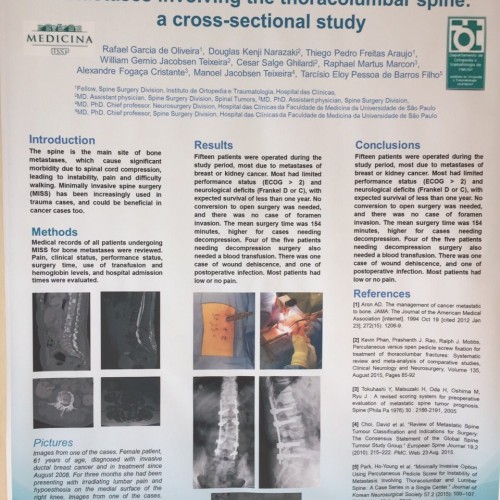 metastases involving the thoracolumbar spine:
a cross-sectional study
MEDICINA
USP
Rafael Garcia de Oliveira¹, Douglas Kenji Narazaki², Thiego Pedro Freitas Araujo¹,
William Gemio Jacobsen Teixeira², Cesar Salge Ghilardi², Raphael Martus Marcon³,
Alexandre Fogaça Cristante³, Manoel Jacobsen Teixeira⁴, Tarcísio Eloy Pessoa de Barros Filho⁵
¹Fellow, Spine Surgery Division, Instituto de Ortopedia e Traumatologia, Hospital das Clínicas,
²MD. Assistant physician, Spine Surgery Division, Spinal Tumors, ³MD, PhD. Assistant physician, Spine Surgery Division,
⁴MD, PhD. Chief professor, Neurosurgery Division, Hospital das Clínicas da Faculdade de Medicina da Universidade de São Paulo
⁵MD. PhD. Chief professor, Spine Surgery Division, Hospital das Clínicas da Faculdade de Medicina da Universidade de São Paulo
Introduction
The spine is the main site of bone
metastases, which cause significant
morbidity due to spinal cord compression,
leading to instability, pain and difficulty
walking. Minimally invasive spine surgery
(MISS) has been increasingly used in
trauma cases, and could be beneficial in
cancer cases too.
Methods
Medical records of all patients undergoing
MISS for bone metastases were reviewed.
Pain, clinical status, performance status,
surgery time, use of transfusion and
hemoglobin levels, and hospital admission
times were evaluated.
Pictures
Images from one of the cases. Female patient,
61 years of age, diagnosed with invasive
ductal breast cancer and in treatment since
August 2008. For three months she had been
presenting with irradiating lumbar pain and
hypoesthesia on the medial surface of the
right knee. Images from one of the cases.
Results
Fifteen patients were operated during the
study period, most due to metastases of
breast or kidney cancer. Most had limited
performance status (ECOG > 2) and
neurological deficits (Frankel D or C), with
expected survival of less than one year. No
conversion to open surgery was needed,
and there was no case of foramen
invasion. The mean surgery time was 154
minutes, higher for cases needing
decompression. Four of the five patients
needing decompression surgery also
needed a blood transfusion. There was one
case of wound dehiscence, and one of
postoperative infection. Most patients had
low or no pain.
Conclusions
Fifteen patients were operated during the
study period, most due to metastases of
breast or kidney cancer. Most had limited
performance status (ECOG > 2) and
neurological deficits (Frankel D or C), with
expected survival of less than one year. No
conversion to open surgery was needed,
and there was no case of foramen
invasion. The mean surgery time was 154
minutes, higher for cases needing
decompression. Four of the five patients
needing decompression surgery also
needed a blood transfusion. There was one
case of wound dehiscence, and one of
postoperative infection. Most patients had
low or no pain.
References
[1] Aron AD. The management of cancer metastatic
to bone. JAMA: The Journal of the American Medical
Association [internet]. 1994 Oct 19 [cited 2012 Jan
23]; 272(15): 1206-9.
[2] Kevin Phan, Prashanth J. Rao, Ralph J. Mobbs,
Percutaneous versus open pedicle screw fixation for
treatment of thoracolumbar fractures: Systematic
review and meta-analysis of comparative studies,
Clinical Neurology and Neurosurgery, Volume 135,
August 2015, Pages 85-92
[3] Tokuhashi Y, Matsuzaki H, Oda H, Oshima M,
Ryu J : A revised scoring system for preoperative
evaluation of metastatic spine tumor prognosis.
Spine (Phila Pa 1976) 30 : 2186-2191, 2005
[4] Choi, David et al. "Review of Metastatic Spine
Tumour Classification and Indications for Surgery:
The Consensus Statement of the Global Spine
Tumour Study Group." European Spine Journal 19.2
(2010): 215–222. PMC. Web. 23 Aug. 2015.
[5] Park, Ho-Young et al. "Minimally Invasive Option
Using Percutaneous Pedicle Screw for Instability of
Metastasis Involving Thoracolumbar and Lumbar
Spine: A Case Series in a Single Center." Journal of
Korean Neurosurgical Society 57.2 (2015): 100–107.